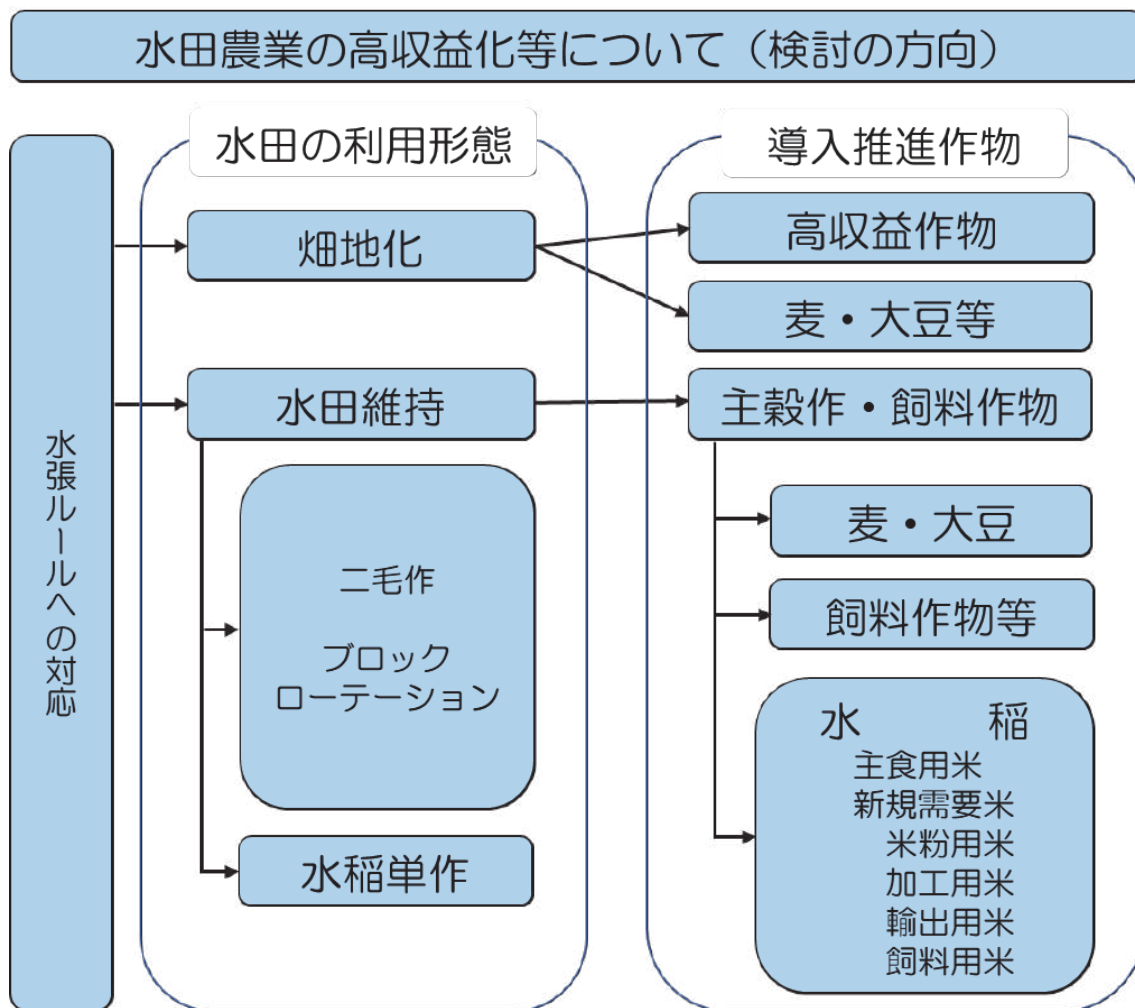 水田農業の高収益化等について（検討の方向）
水張ルールへの対応
水田の利用形態
畑地化
水田維持
二毛作
ブロック
ローテーション
水稲単作
導入推進作物
高収益作物
麦・大豆等
主穀作・飼料作物
麦・大豆
飼料作物等
水　　　稲
主食用米
新規需要米
米粉用米
加工用米
輸出用米
飼料用米